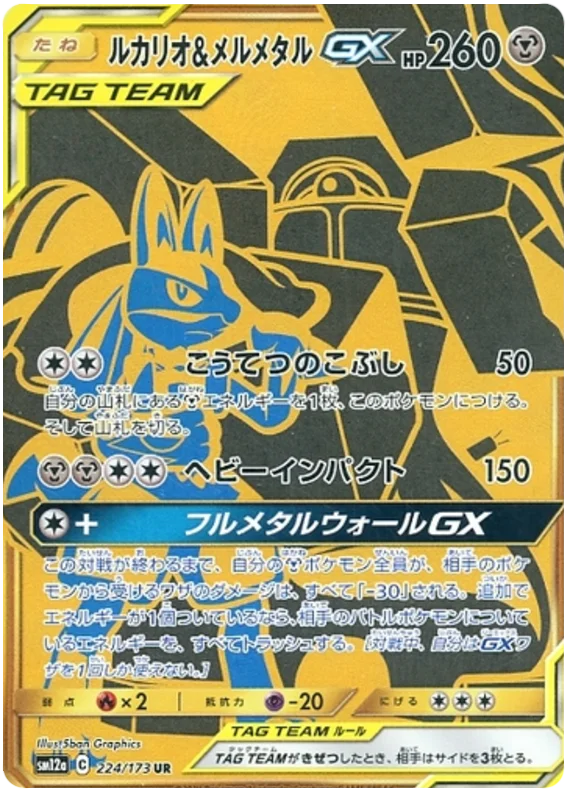 たね ルカリオ&メルメタルGX HP260
TAG TEAM
こうてつのこぶし 50
自分の山札にあるエネルギーを1枚、このポケモンにつける。
そして山札を切る。
ヘビーインパクト 150
+ フルメタルウォールGX
この対戦が終わるまで、自分のポケモン全員が、相手のポケ
モンから受けるワザのダメージは、すべて「-30」される。追加で
エネルギーが1個ついているなら、相手のバトルポケモンについて
いるエネルギーを、すべてトラッシュする。[対戦中、自分はGXワ
ザを1回しか使えない。]
弱点 ×2 抵抗力 -20 にげる
TAG TEAM ルール
Illus. 5ban Graphics
TAG TEAMがきぜつしたとき、相手はサイドを3枚とる。
sm12a C 224/173 UR